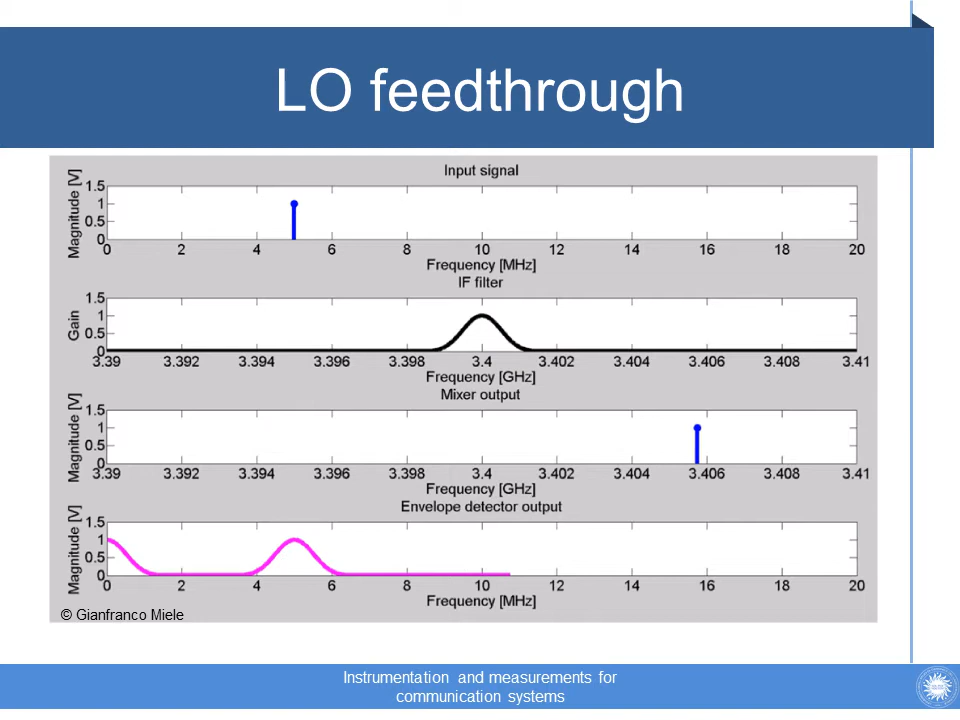 LO feedthrough
Input signal
Magnitude [V]
1.5
1
0.5
0
0 2 4 6 8 10 12 14 16 18 20
Frequency [MHz]
IF filter
Gain
1.5
1
0.5
0
3.39 3.392 3.394 3.396 3.398 3.4 3.402 3.404 3.406 3.408 3.41
Frequency [GHz]
Mixer output
Magnitude [V]
1.5
1
0.5
0
3.39 3.392 3.394 3.396 3.398 3.4 3.402 3.404 3.406 3.408 3.41
Frequency [GHz]
Envelope detector output
Magnitude [V]
1.5
1
0.5
0
0 2 4 6 8 10 12 14 16 18 20
Frequency [MHz]
© Gianfranco Miele
Instrumentation and measurements for
communication systems